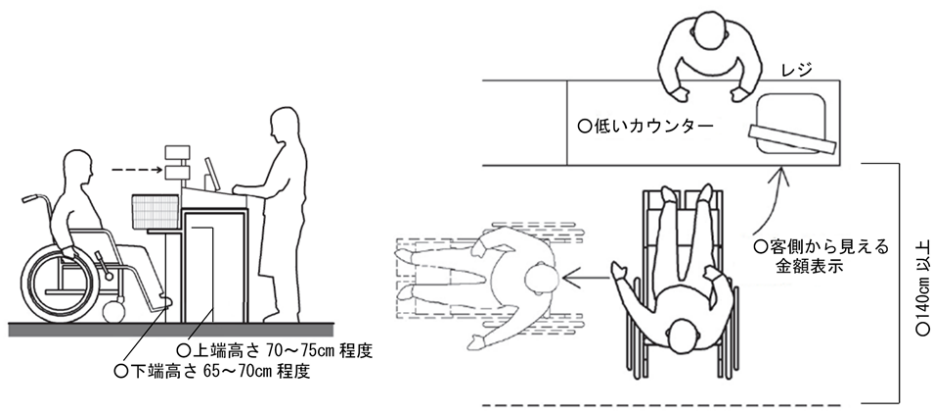 レジ
○低いカウンター
○客側から見える
金額表示
○140cm 以上
○上端高さ 70～75cm 程度
○下端高さ 65～70cm 程度